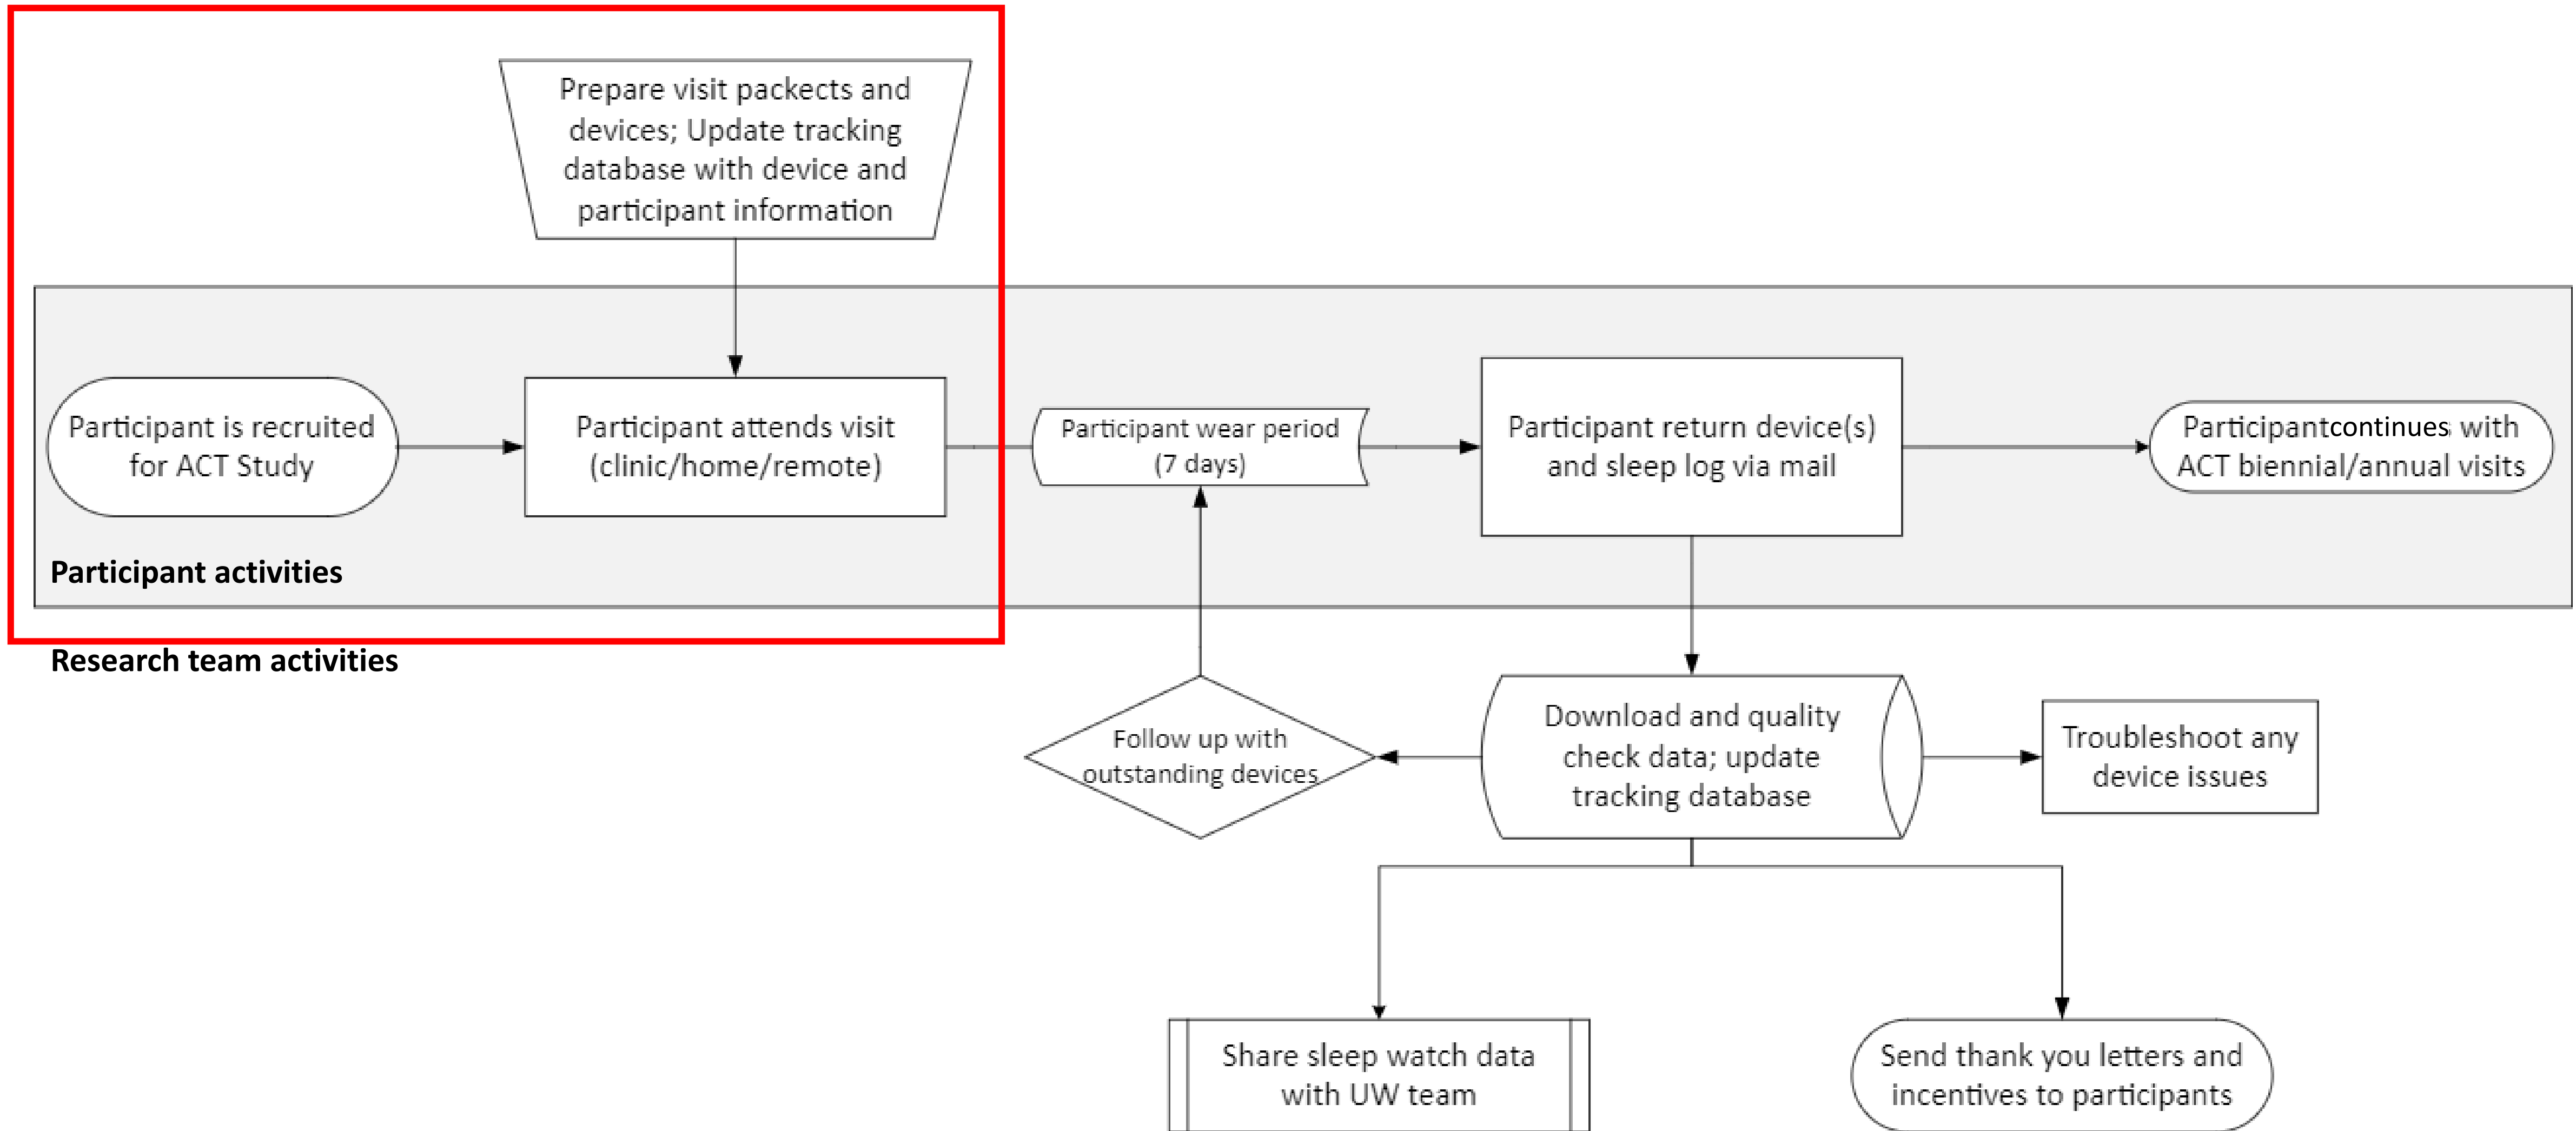 Prepare visit packects and
devices; Update tracking
database with device and
participant information
Participant is recruited
for ACT Study
Participant attends visit
(clinic/home/remote)
Participant wear period
(7 days)
Participant return device(s)
and sleep log via mail
Participantcontinues with
ACT biennial/annual visits
Participant activities
Research team activities
Follow up with
outstanding devices
Download and quality
check data; update
tracking database
Troubleshoot any
device issues
Share sleep watch data
with UW team
Send thank you letters and
incentives to participants